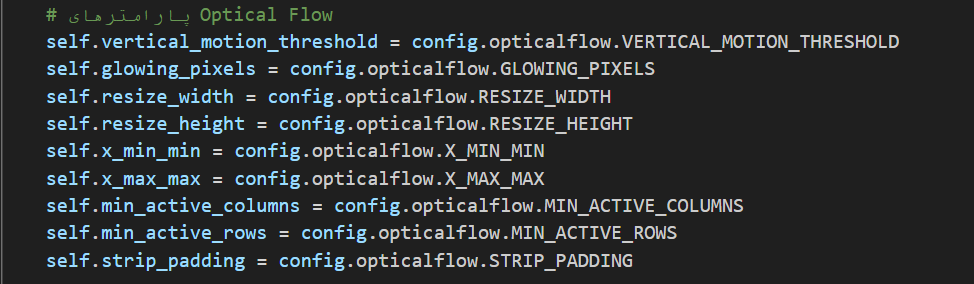 # پارامترهای Optical Flow
self.vertical_motion_threshold = config.opticalflow.VERTICAL_MOTION_THRESHOLD
self.glowing_pixels = config.opticalflow.GLOWING_PIXELS
self.resize_width = config.opticalflow.RESIZE_WIDTH
self.resize_height = config.opticalflow.RESIZE_HEIGHT
self.x_min_min = config.opticalflow.X_MIN_MIN
self.x_max_max = config.opticalflow.X_MAX_MAX
self.min_active_columns = config.opticalflow.MIN_ACTIVE_COLUMNS
self.min_active_rows = config.opticalflow.MIN_ACTIVE_ROWS
self.strip_padding = config.opticalflow.STRIP_PADDING